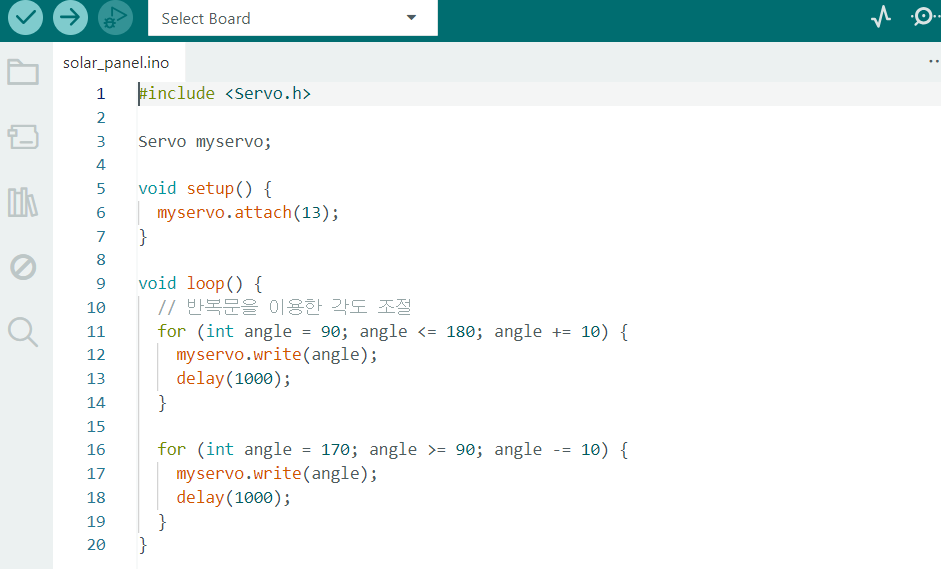 Select Board
solar_panel.ino
1 #include <Servo.h>
2
3 Servo myservo;
4
5 void setup() {
6   myservo.attach(13);
7 }
8
9 void loop() {
10   // 반복문을 이용한 각도 조절
11   for (int angle = 90; angle <= 180; angle += 10) {
12     myservo.write(angle);
13     delay(1000);
14   }
15
16   for (int angle = 170; angle >= 90; angle -= 10) {
17     myservo.write(angle);
18     delay(1000);
19   }
20 }